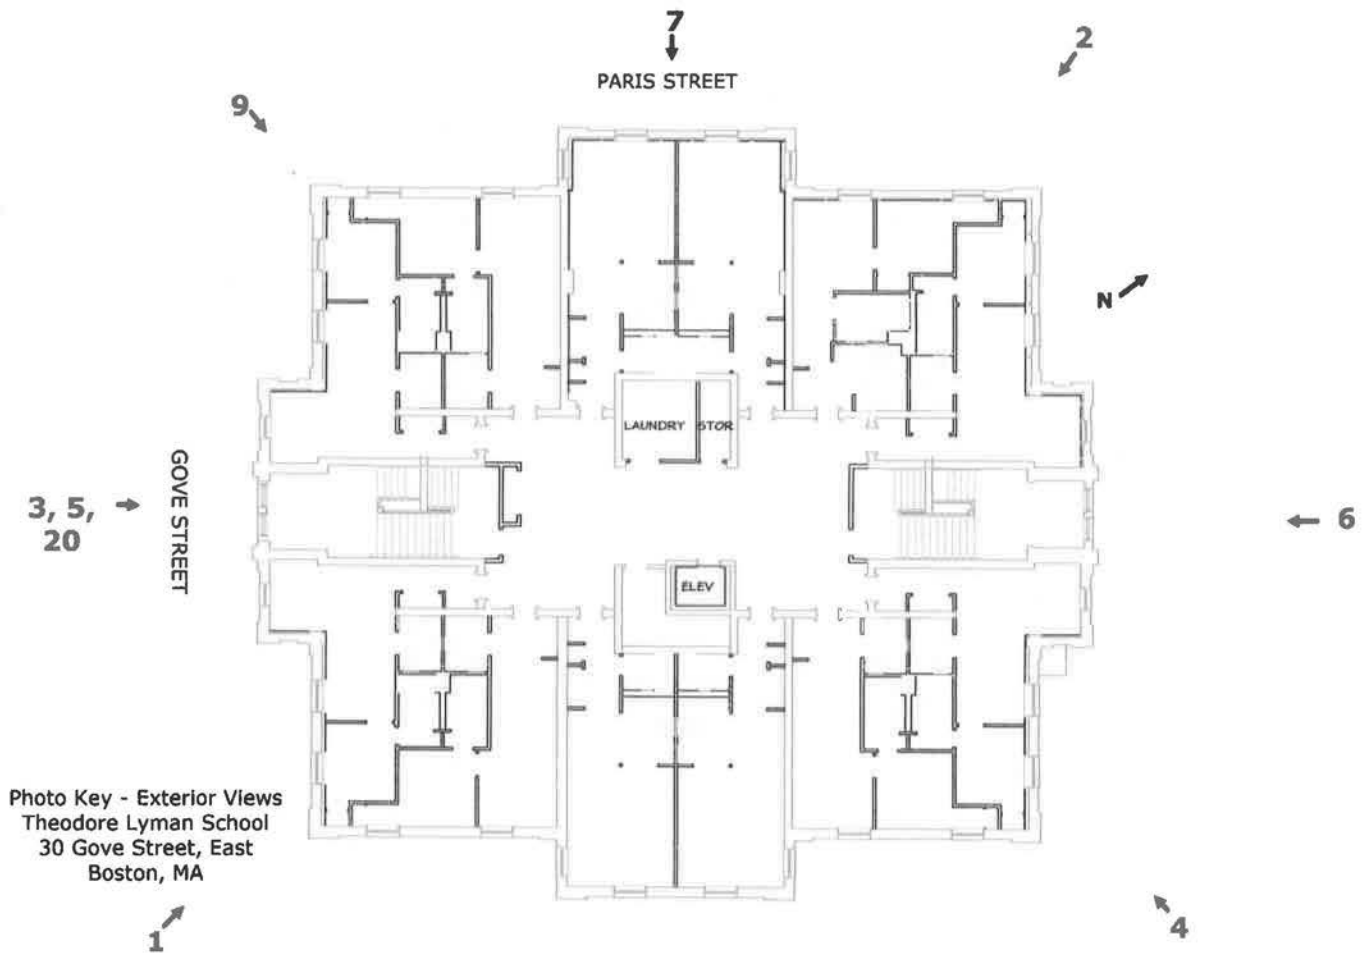 7
PARIS STREET
2
9
N
LAUNDRY STOR
GOVE STREET
3, 5,
20
6
ELEV
Photo Key - Exterior Views
Theodore Lyman School
30 Gove Street, East
Boston, MA
1
4